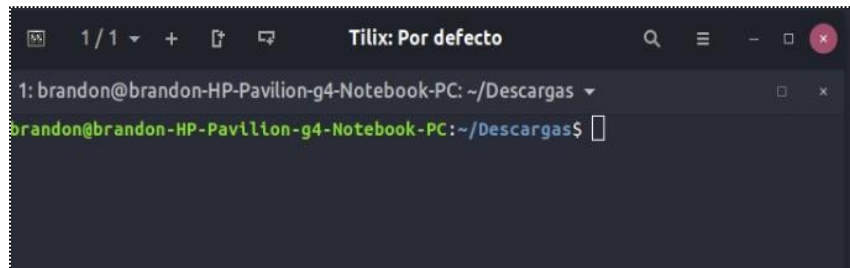 1 / 1 Tilix: Por defecto
1: brandon@brandon-HP-Pavilion-g4-Notebook-PC: ~/Descargas
brandon@brandon-HP-Pavilion-g4-Notebook-PC:~/Descargas$